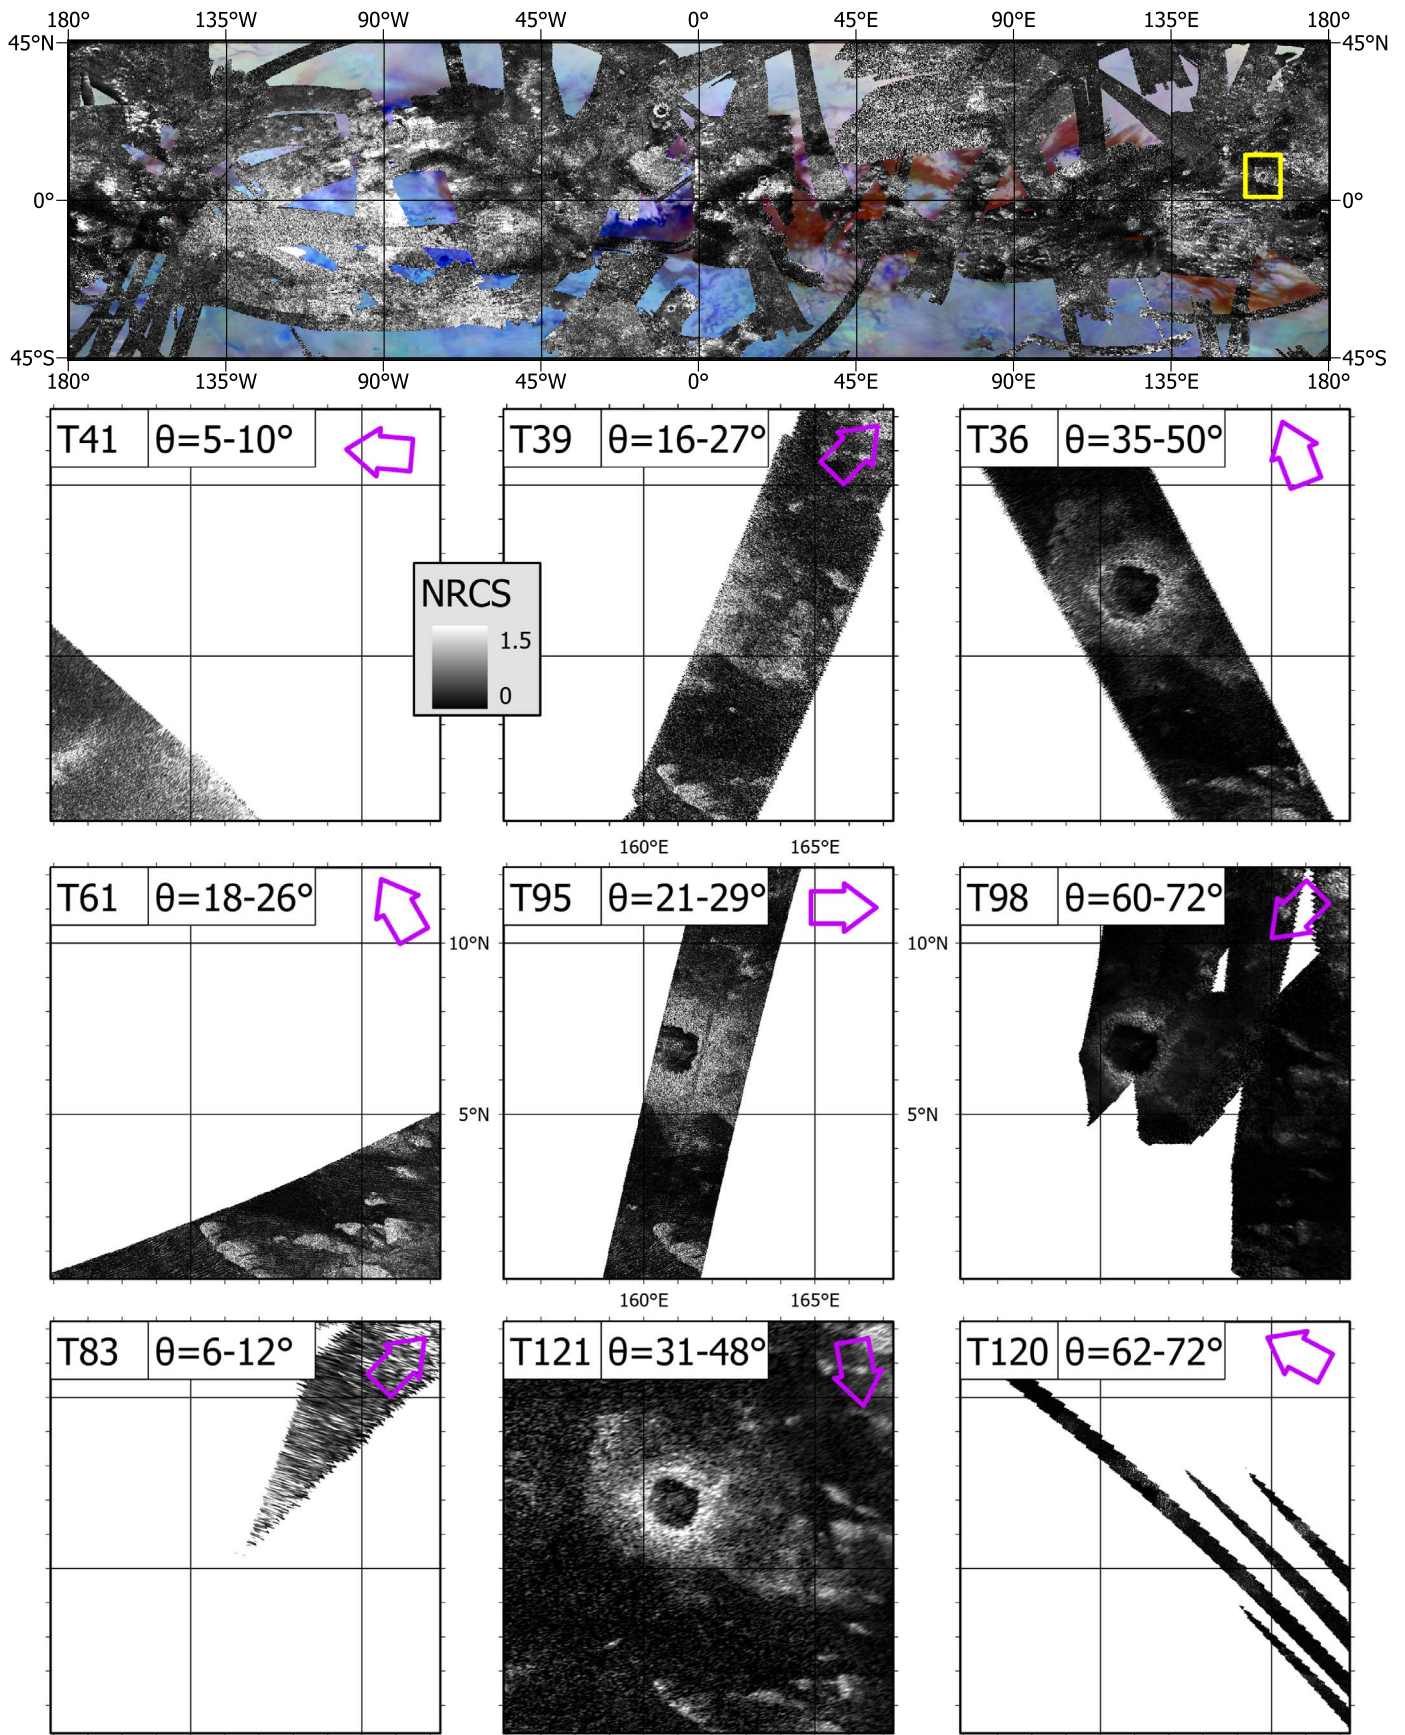 180° 135°W 90°W 45°W 0° 45°E 90°E 135°E 180°
45°N 45°N
0° 0°
45°S 45°S
180° 135°W 90°W 45°W 0° 45°E 90°E 135°E 180°
T41 θ=5-10° T39 θ=16-27° T36 θ=35-50°
NRCS
1.5
0
160°E 165°E
T61 θ=18-26° T95 θ=21-29° T98 θ=60-72°
10°N 10°N
5°N 5°N
160°E 165°E
T83 θ=6-12° T121 θ=31-48° T120 θ=62-72°